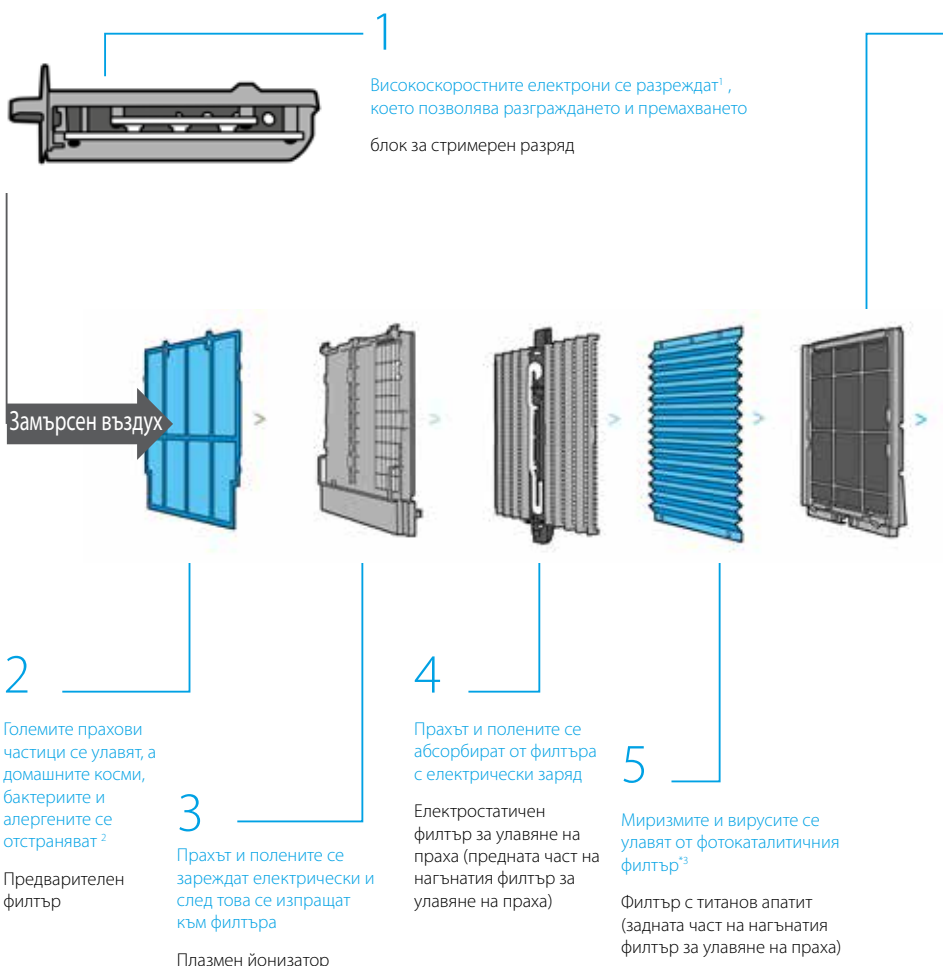 1
Високоскоростните електрони се разреждат¹ ,
което позволява разграждането и премахването
блок за стримерен разряд
Замърсен въздух
>
>
>
>
>
2
Големите прахови
частици се улавят, а
домашните косми,
бактериите и
алергените се
отстраняват ²
Предварителен
филтър
3
Прахът и полените се
зареждат електрически и
след това се изпращат
към филтъра
Плазмен йонизатор
4
Прахът и полените се
абсорбират от филтъра
с електрически заряд
Електростатичен
филтър за улавяне на
праха (предната част на
нагънатия филтър за
улавяне на праха)
5
Миризмите и вирусите се
улавят от фотокаталитичния
филтър*³
Филтър с титанов апатит
(задната част на нагънатия
филтър за улавяне на праха)